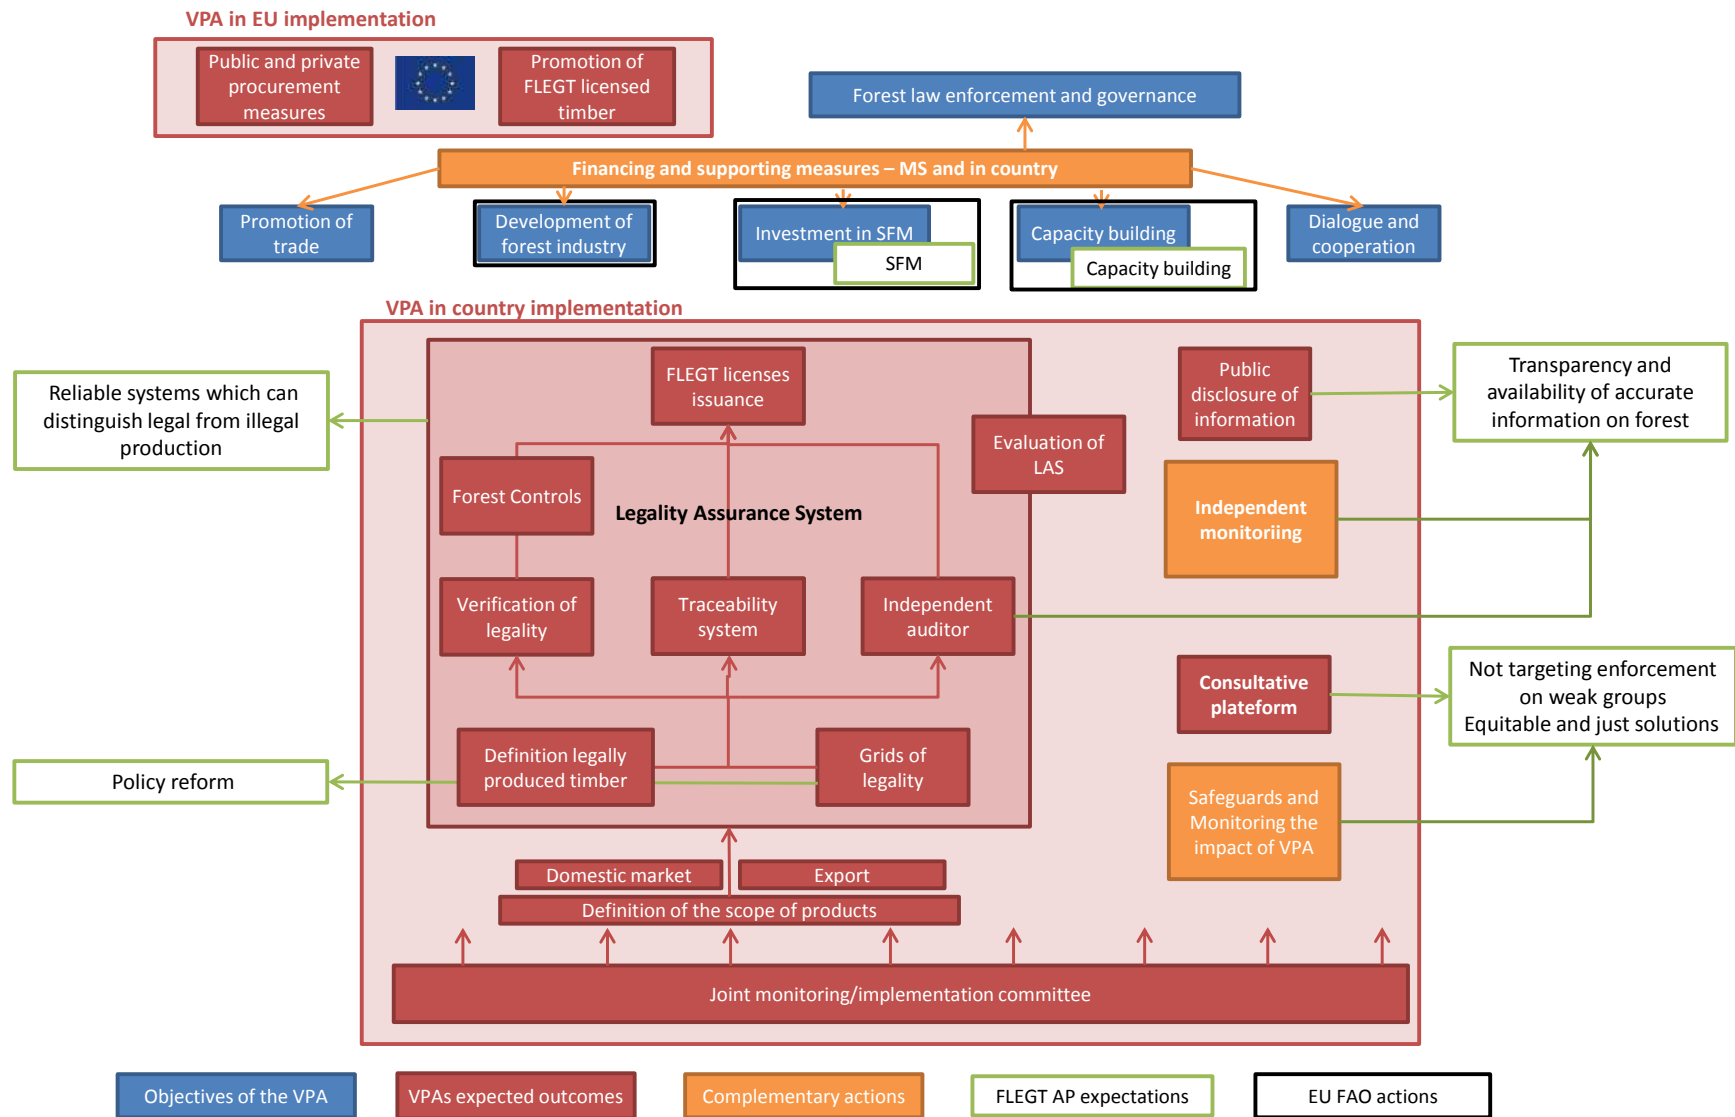 VPA in EU implementation
Public and private
procurement
measures
Promotion of
FLEGT licensed
timber
Forest law enforcement and governance
Financing and supporting measures – MS and in country
Promotion of
trade
Development of
forest industry
Investment in SFM
SFM
Capacity building
Capacity building
Dialogue and
cooperation
VPA in country implementation
Reliable systems which can
distinguish legal from illegal
production
FLEGT licenses
issuance
Public
disclosure of
information
Transparency and
availability of accurate
information on forest
Evaluation of
LAS
Forest Controls
Legality Assurance System
Independent
monitoriing
Verification of
legality
Traceability
system
Independent
auditor
Consultative
plateform
Not targeting enforcement
on weak groups
Equitable and just solutions
Policy reform
Definition legally
produced timber
Grids of
legality
Safeguards and
Monitoring the
impact of VPA
Domestic market
Export
Definition of the scope of products
Joint monitoring/implementation committee
Objectives of the VPA
VPAs expected outcomes
Complementary actions
FLEGT AP expectations
EU FAO actions